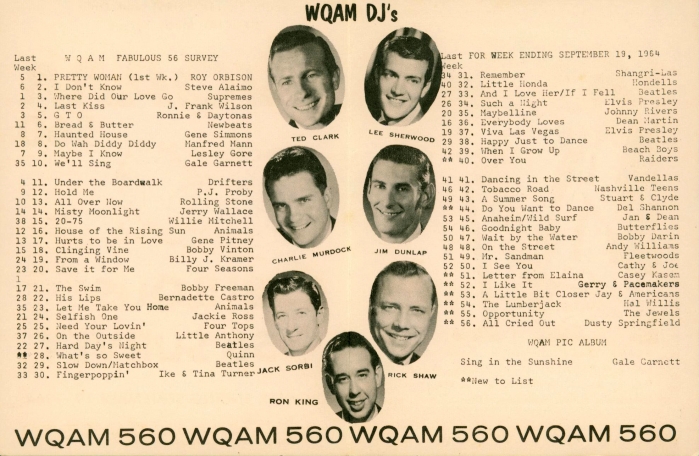 WQAM DJ's
Last W Q A M FABULOUS 56 SURVEY
Week
5 1. PRETTY WOMAN (1st Wk.) ROY ORBISON
6 2. I Don't Know Steve Alaimo
1 3. Where Did Our Love Go Supremes
2 4. Last Kiss J. Frank Wilson
3 5. G T O Ronnie & Daytonas
11 6. Bread & Butter Newbeats
8 7. Haunted House Gene Simmons
18 8. Do Wah Diddy Diddy Manfred Mann
7 9. Maybe I Know Lesley Gore
35 10. We'll Sing Gale Garnett
4 11. Under the Boardwalk Drifters
9 12. Hold Me P.J. Proby
10 13. All Over Now Rolling Stone
14 14. Misty Moonlight Jerry Wallace
38 15. 20-75 Willie Mitchell
12 16. House of the Rising Sun Animals
13 17. Hurts to be in Love Gene Pitney
15 18. Clinging Vine Bobby Vinton
24 19. From a Window Billy J. Kramer
23 20. Save it for Me Four Seasons
1
17 21. The Swim Bobby Freeman
28 22. His Lips Bernadette Castro
35 23. Let Me Take You Home Animals
21 24. Selfish One Jackie Ross
25 25. Need Your Lovin' Four Tops
37 26. On the Outside Little Anthony
22 27. Hard Day's Night Beatles
** 28. What's so Sweet Quinn
32 29. Slow Down/Matchbox Beatles
33 30. Fingerpoppin' Ike & Tina Turner
TED CLARK
LEE SHERWOOD
CHARLIE MURDOCK
JIM DUNLAP
JACK SORBI
RICK SHAW
RON KING
Last FOR WEEK ENDING SEPTEMBER 19, 1964
Week
34 31. Remember Shangri-Las
40 32. Little Honda Hondells
27 33. And I Love Her/If I Fell Beatles
26 34. Such a Night Elvis Presley
20 35. Maybelline Johnny Rivers
16 36. Everybody Loves Dean Martin
19 37. Viva Las Vegas Elvis Presley
29 38. Happy Just to Dance Beatles
42 39. When I Grow Up Beach Boys
** 40. Over You Raiders
41 41. Dancing in the Street Vandellas
46 42. Tobacco Road Nashville Teens
49 43. A Summer Song Stuart & Clyde
** 44. Do You Want to Dance Del Shannon
53 45. Anaheim/Wild Surf Jan & Dean
54 46. Goodnight Baby Butterflies
50 47. Wait by the Water Bobby Darin
48 48. On the Street Andy Williams
51 49. Mr. Sandman Fleetwoods
52 50. I See You Cathy & Joe
** 51. Letter from Elaina Casey Kasem
** 52. I Like It Gerry & Pacemakers
** 53. A Little Bit Closer Jay & Americans
** 54. The Lumberjack Hal Willis
** 55. Opportunity The Jewels
** 56. All Cried Out Dusty Springfield
WQAM PIC ALBUM
Sing in the Sunshine Gale Garnett
**New to List
WQAM 560 WQAM 560 WQAM 560 WQAM 560